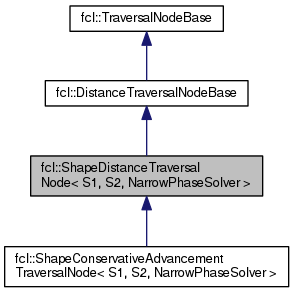 fcl::TraversalNodeBase
fcl::DistanceTraversalNodeBase
fcl::ShapeDistanceTraversal
Node< S1, S2, NarrowPhaseSolver >
fcl::ShapeConservativeAdvancement
TraversalNode< S1, S2, NarrowPhaseSolver >